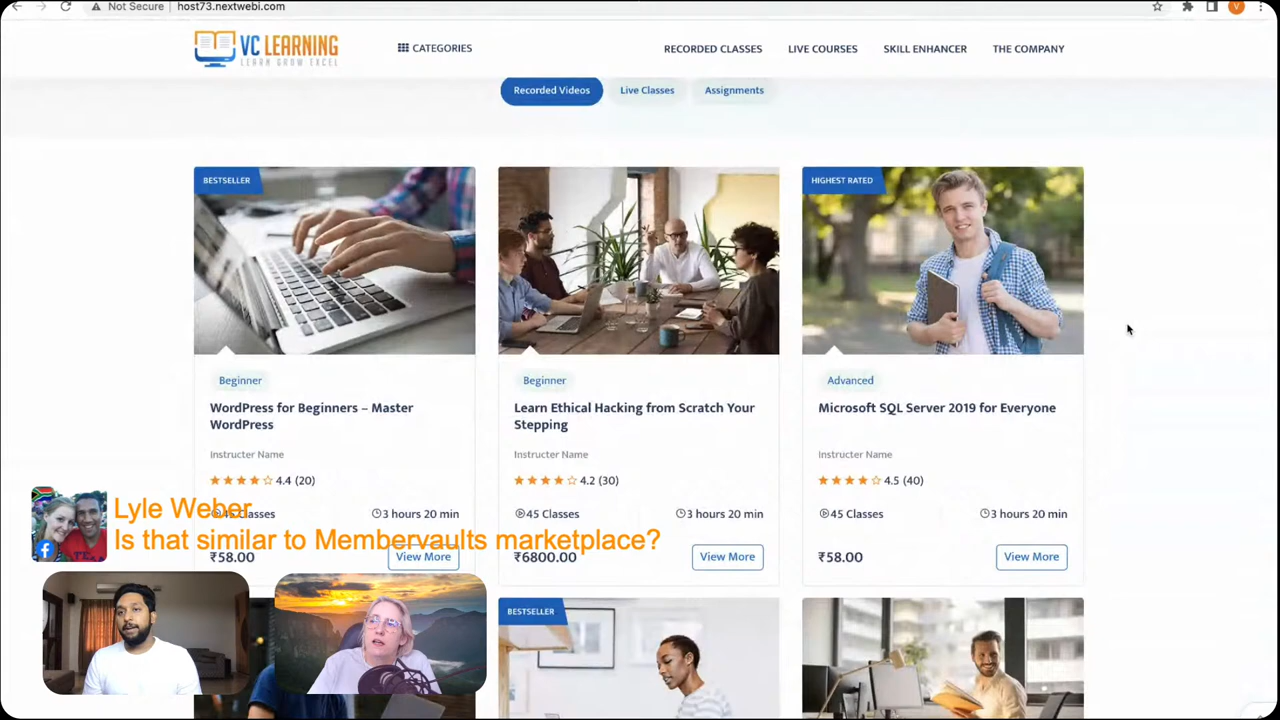 Not Secure | host73.nextwebi.com
VC LEARNING
LEARN GROW EXCEL
CATEGORIES
RECORDED CLASSES
LIVE COURSES
SKILL ENHANCER
THE COMPANY
Recorded Videos
Live Classes
Assignments
BESTSELLER
HIGHEST RATED
Beginner
WordPress for Beginners – Master
WordPress
Instructer Name
4.4 (20)
45 Classes
3 hours 20 min
₹58.00
View More
Beginner
Learn Ethical Hacking from Scratch Your
Stepping
Instructer Name
4.2 (30)
45 Classes
3 hours 20 min
₹6800.00
View More
Advanced
Microsoft SQL Server 2019 for Everyone
Instructer Name
4.5 (40)
45 Classes
3 hours 20 min
₹58.00
View More
BESTSELLER
Lyle Weber
Is that similar to Membervaults marketplace?
V